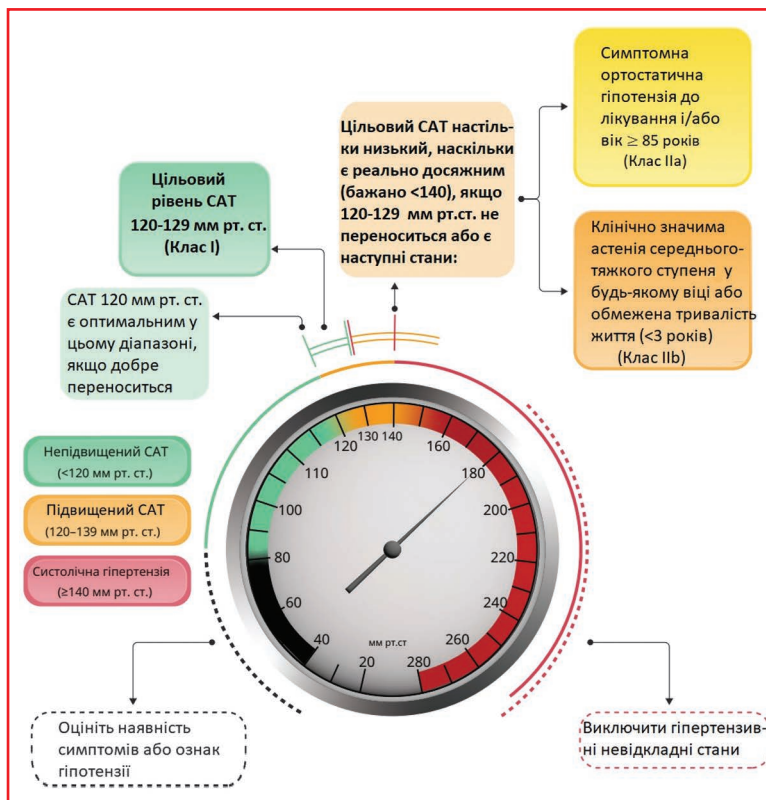 Симптомна
ортостатична
гіпотензія до
лікування і/або
вік ≥ 85 років
(Клас IIa)
Цільовий САТ настіль-
ки низький, наскільки
є реально досяжним
(бажано <140), якщо
120-129 мм рт.ст. не
переноситься або є
наступні стани:
Цільовий
рівень САТ
120-129 мм рт. ст.
(Клас I)
Клінічно значима
астенія середнього-
тяжкого ступеня у
будь-якому віці або
обмежена тривалість
життя (<3 років)
(Клас IIb)
САТ 120 мм рт. ст.
є оптимальним у
цьому діапазоні,
якщо добре
переноситься
Непідвищений САТ
(<120 мм рт. ст.)
Підвищений САТ
(120–139 мм рт. ст.)
Систолічна гіпертензія
(≥140 мм рт. ст.)
20
40
60
80
100
110
120
130
140
160
180
200
220
240
260
280
мм рт.ст
Оцініть наявність
симптомів або ознак
гіпотензії
Виключити гіпертензив-
ні невідкладні стани